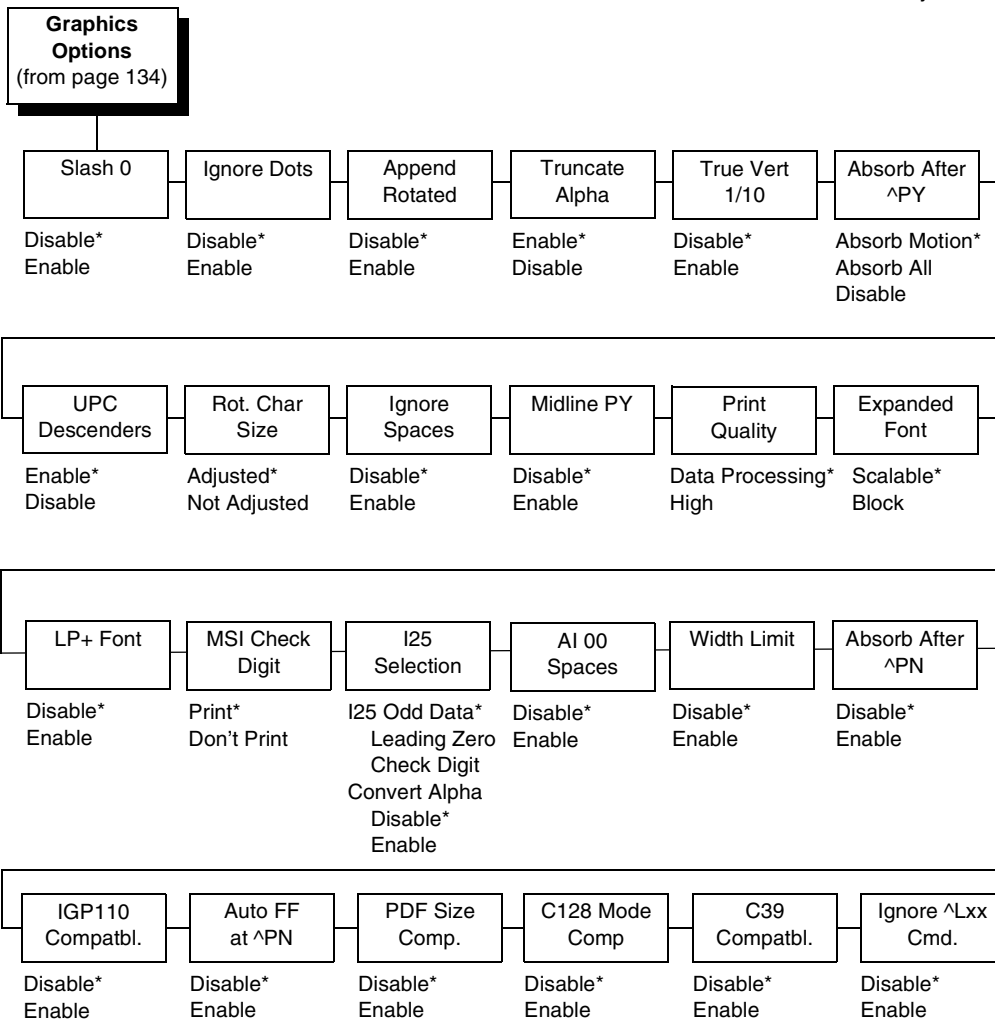 Graphics
Options
(from page 134)
Slash 0
Ignore Dots
Append
Rotated
Truncate
Alpha
True Vert
1/10
Absorb After
^PY
Disable*
Enable
Disable*
Enable
Disable*
Enable
Enable*
Disable
Disable*
Enable
Absorb Motion*
Absorb All
Disable
UPC
Descenders
Rot. Char
Size
Ignore
Spaces
Midline PY
Print
Quality
Expanded
Font
Enable*
Disable
Adjusted*
Not Adjusted
Disable*
Enable
Disable*
Enable
Data Processing*
High
Scalable*
Block
LP+ Font
MSI Check
Digit
I25
Selection
AI 00
Spaces
Width Limit
Absorb After
^PN
Disable*
Enable
Print*
Don't Print
I25 Odd Data*
Leading Zero
Check Digit
Convert Alpha
Disable*
Enable
Disable*
Enable
Disable*
Enable
Disable*
Enable
IGP110
Compatbl.
Auto FF
at ^PN
PDF Size
Comp.
C128 Mode
Comp
C39
Compatbl.
Ignore ^Lxx
Cmd.
Disable*
Enable
Disable*
Enable
Disable*
Enable
Disable*
Enable
Disable*
Enable
Disable*
Enable